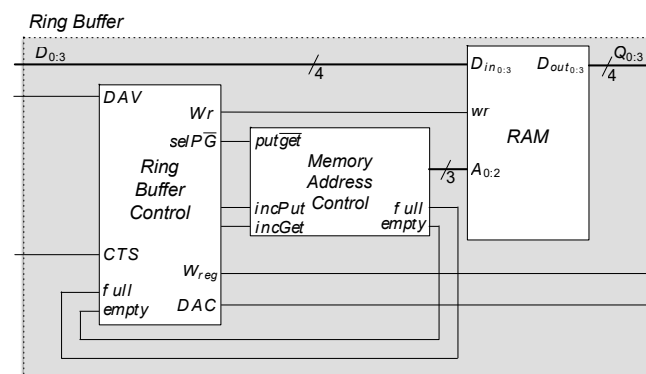 Ring Buffer
D0:3
4
Din0:3
Dout0:3
Q0:3
4
DAV
Wr
selPG̅
Ring
Buffer
Control
CTS
full
empty
Wreg
DAC
putg̅e̅t̅
Memory
Address
Control
incPut
incGet
full
empty
3
wr
RAM
A0:2